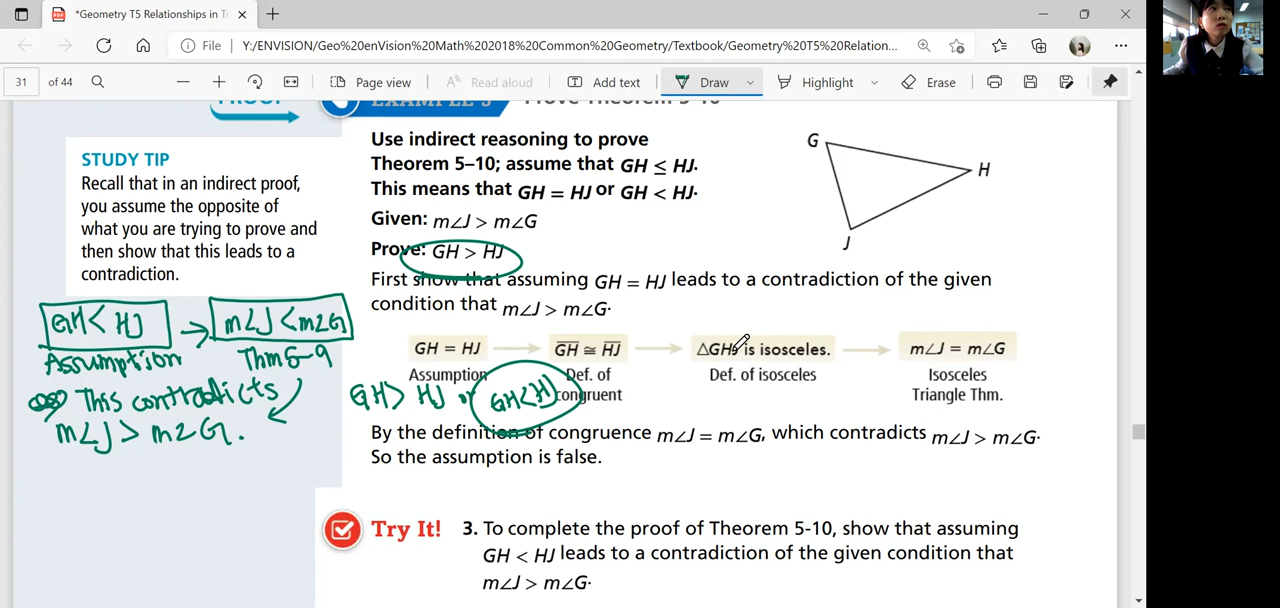 *Geometry T5 Relationships in Tr
File
Y:/ENVISION/Geo%20enVision%20Math%202018%20Common%20Geometry/Textbook/Geometry%20T5%20Relation...
31 of 44
Page view
Read aloud
Add text
Draw
Highlight
Erase
PROOF
EXAMPLE 3 Prove Theorem 5-10
STUDY TIP
Recall that in an indirect proof,
you assume the opposite of
what you are trying to prove and
then show that this leads to a
contradiction.
Use indirect reasoning to prove
Theorem 5–10; assume that GH ≤ HJ.
This means that GH = HJ or GH < HJ.
Given: m∠J > m∠G
Prove: GH > HJ
G
H
J
First show that assuming GH = HJ leads to a contradiction of the given
condition that m∠J > m∠G.
GH = HJ
Assumption
GH ≅ HJ
Def. of
congruent
△GHJ is isosceles.
Def. of isosceles
m∠J = m∠G
Isosceles
Triangle Thm.
GH < HJ → m∠J < m∠G
Assumption Thm 5-9
This contradicts
m∠J > m∠G.
GH > HJ or GH < HJ
By the definition of congruence m∠J = m∠G, which contradicts m∠J > m∠G.
So the assumption is false.
Try It!
3. To complete the proof of Theorem 5-10, show that assuming
GH < HJ leads to a contradiction of the given condition that
m∠J > m∠G.